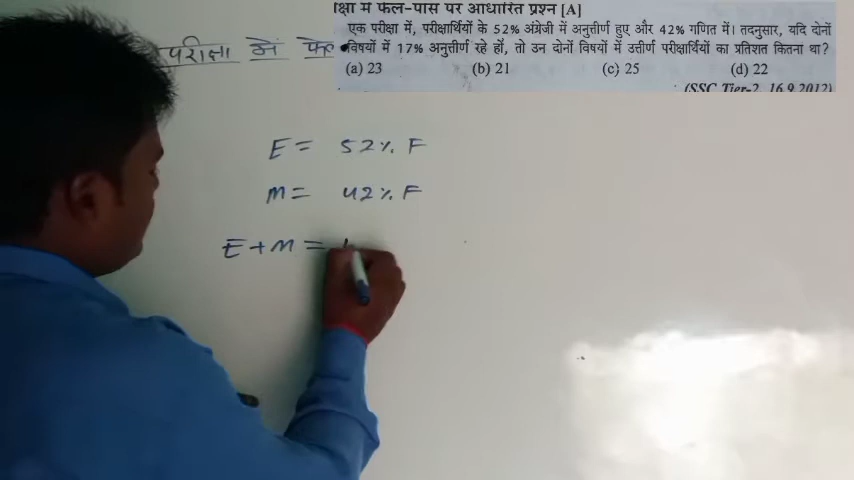 क्षा में फेल-पास पर आधारित प्रश्न [A]
एक परीक्षा में, परीक्षार्थियों के 52% अंग्रेजी में अनुत्तीर्ण हुए और 42% गणित में। तदनुसार, यदि दोनों
विषयों में 17% अनुत्तीर्ण रहे हों, तो उन दोनों विषयों में उत्तीर्ण परीक्षार्थियों का प्रतिशत कितना था?
(a) 23 (b) 21 (c) 25 (d) 22
(SSC Tier-2, 16.9.2012)
परीक्षा में फेल
E = 52% F
M = 42% F
E + M =